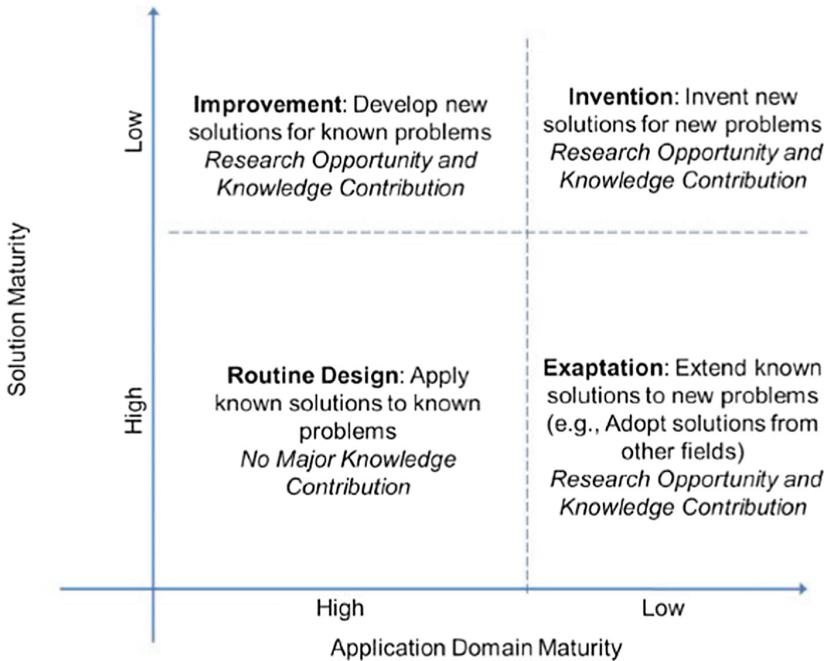 Improvement: Develop new
solutions for known problems
Research Opportunity and
Knowledge Contribution
Invention: Invent new
solutions for new problems
Research Opportunity and
Knowledge Contribution
Low
Solution Maturity
High
Routine Design: Apply
known solutions to known
problems
No Major Knowledge
Contribution
Exaptation: Extend known
solutions to new problems
(e.g., Adopt solutions from
other fields)
Research Opportunity and
Knowledge Contribution
High
Low
Application Domain Maturity